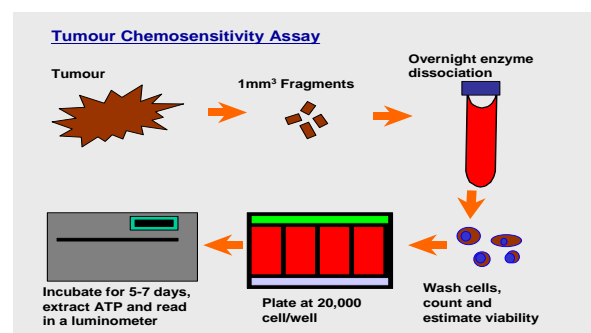 Tumour Chemosensitivity Assay
Tumour
1mm³ Fragments
Overnight enzyme
dissociation
Wash cells,
count and
estimate viability
Plate at 20,000
cell/well
Incubate for 5-7 days,
extract ATP and read
in a luminometer